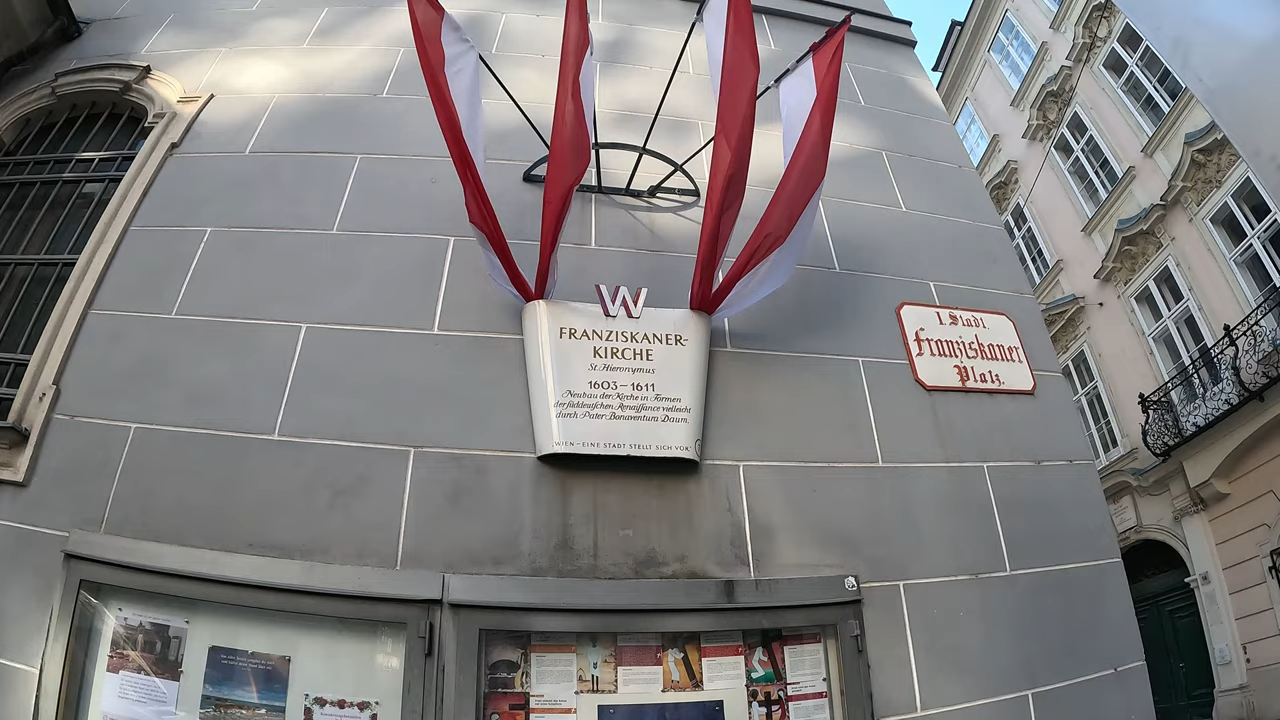 W
FRANZISKANER-
KIRCHE
St. Hieronymus
1603–1611
Neubau der Kirche in Formen
der süddeutschen Renaissance vielleicht
durch Pater Bonaventura Daum.
"WIEN – EINE STADT STELLT SICH VOR"
I. Stadt
Franziskaner
Platz.